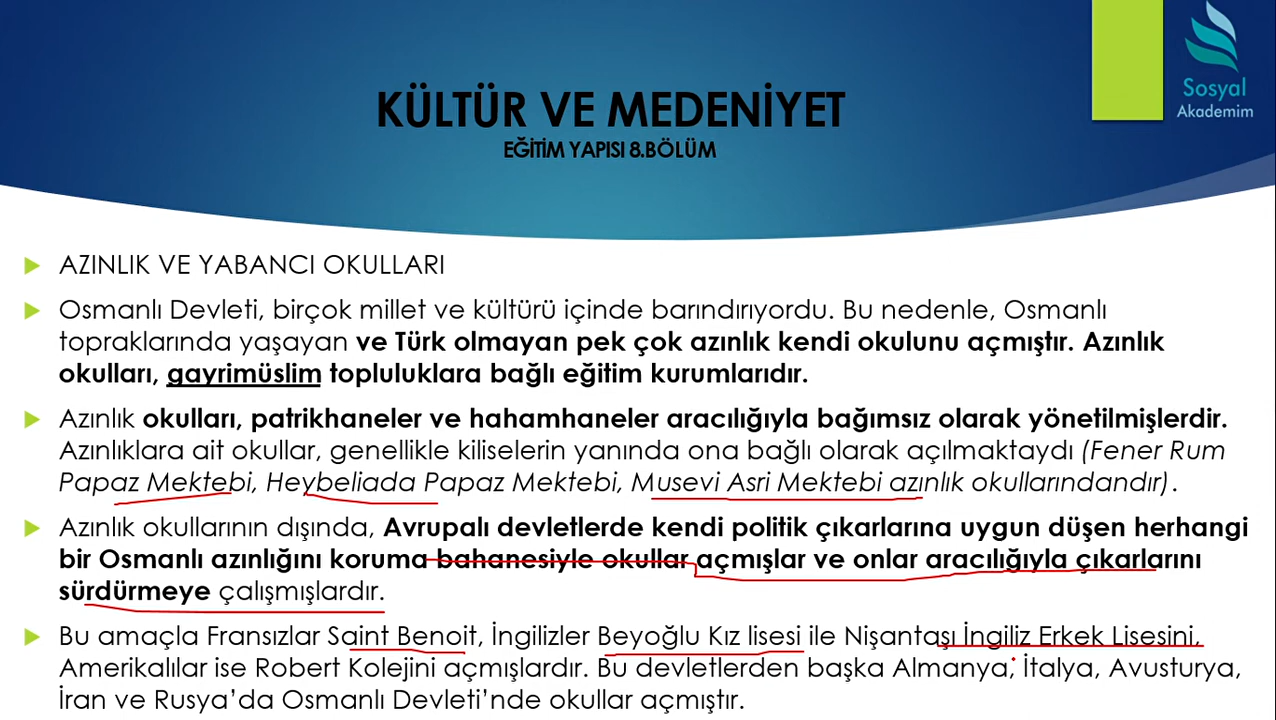 Sosyal
Akademim
KÜLTÜR VE MEDENİYET
EĞİTİM YAPISI 8.BÖLÜM
AZINLIK VE YABANCI OKULLARI
Osmanlı Devleti, birçok millet ve kültürü içinde barındırıyordu. Bu nedenle, Osmanlı
topraklarında yaşayan ve Türk olmayan pek çok azınlık kendi okulunu açmıştır. Azınlık
okulları, gayrimüslim topluluklara bağlı eğitim kurumlarıdır.
Azınlık okulları, patrikhaneler ve hahamhaneler aracılığıyla bağımsız olarak yönetilmişlerdir.
Azınlıklara ait okullar, genellikle kiliselerin yanında ona bağlı olarak açılmaktaydı (Fener Rum
Papaz Mektebi, Heybeliada Papaz Mektebi, Musevi Asri Mektebi azınlık okullarındandır).
Azınlık okullarının dışında, Avrupalı devletlerde kendi politik çıkarlarına uygun düşen herhangi
bir Osmanlı azınlığını koruma bahanesiyle okullar açmışlar ve onlar aracılığıyla çıkarlarını
sürdürmeye çalışmışlardır.
Bu amaçla Fransızlar Saint Benoit, İngilizler Beyoğlu Kız lisesi ile Nişantaşı İngiliz Erkek Lisesini,
Amerikalılar ise Robert Kolejini açmışlardır. Bu devletlerden başka Almanya, İtalya, Avusturya,
İran ve Rusya’da Osmanlı Devleti’nde okullar açmıştır.